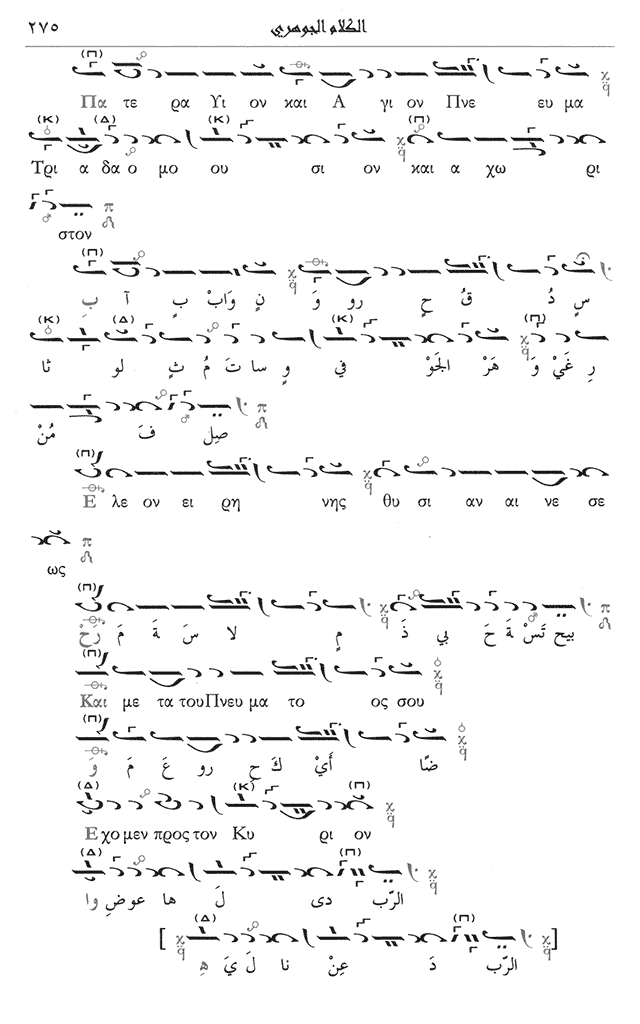 الكلام الجوهري ٢٧٥
Πα τε ρα Υι ον και Α γι ον Πνε ευ μα
Τρι α δα ο μο ου σι ον και α χω ρι
στον
سٍ دُ قُ حٍ رو وَ نٍ وَابْ بٍ آ بِ
رِ غَيْ وَ هَرْ الجَوْ في وٍ سا تَ مُ ثٍ لو ثا
صِل فَ مُنْ
Ε λε ον ει ρη νης θυ σι αν αι νε σε
ως
بيح تَسْ ةَ حَ بي ذَ مٍ لا سَ ةَ مَ رَحْ
Και με τα του Πνευ μα το ος σου
ضًا أَيْ كَ حِ رو عَ مَ وَ
Ε χο μεν προς τον Κυ ρι ον
الرّب دى لَ ها عوضِ وا
[الرّب دَ عِنْ نا لَ يَ هِ]